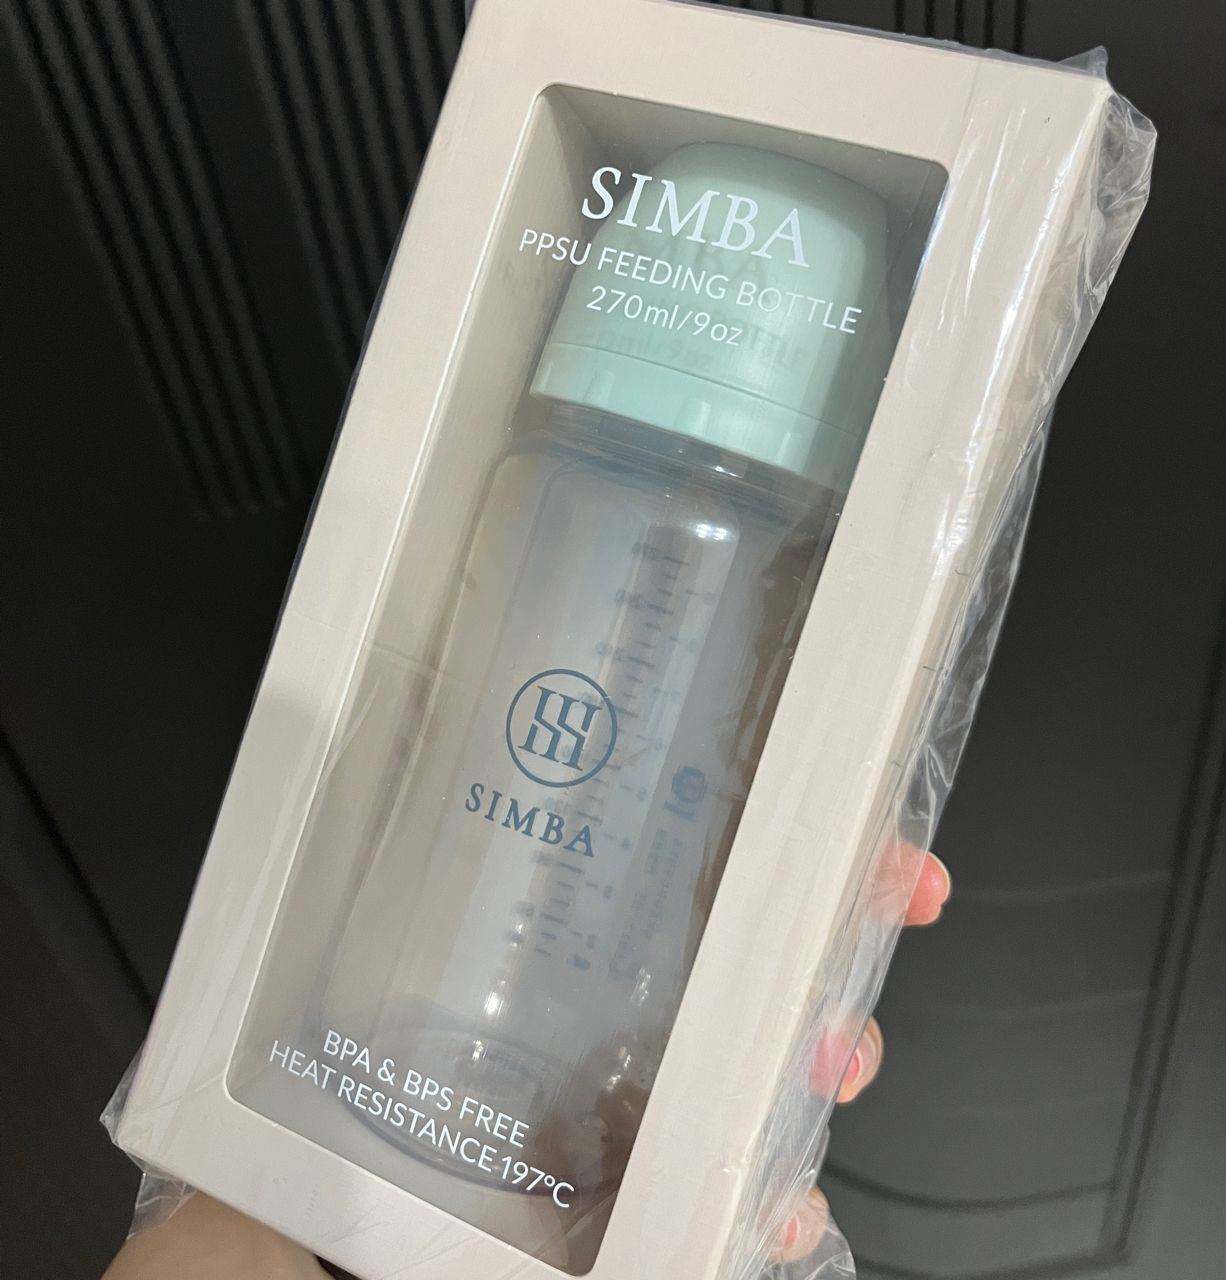 SIMBA
PPSU FEEDING BOTTLE
270ml/9oz
SIMBA
BPA & BPS FREE
HEAT RESISTANCE 197°C